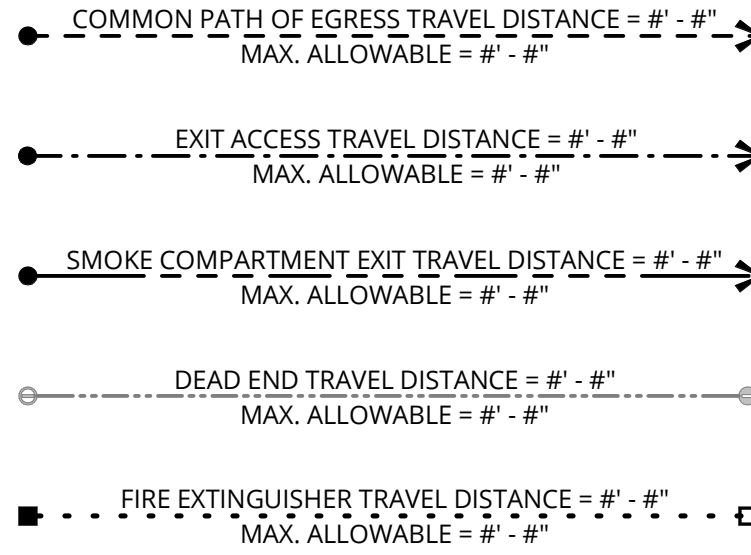 COMMON PATH OF EGRESS TRAVEL DISTANCE = #' - #"
MAX. ALLOWABLE = #' - #"
EXIT ACCESS TRAVEL DISTANCE = #' - #"
MAX. ALLOWABLE = #' - #"
SMOKE COMPARTMENT EXIT TRAVEL DISTANCE = #' - #"
MAX. ALLOWABLE = #' - #"
DEAD END TRAVEL DISTANCE = #' - #"
MAX. ALLOWABLE = #' - #"
FIRE EXTINGUISHER TRAVEL DISTANCE = #' - #"
MAX. ALLOWABLE = #' - #"